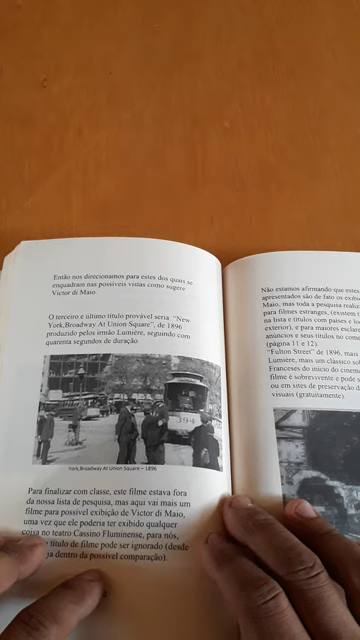 Então nos direcionamos para estes dos quais se
enquadram nas possíveis vistas como sugere
Victor di Maio.
O terceiro e último título provável seria "New
York,Broadway At Union Square", de 1896
produzido pelos irmão Lumière, seguindo com
quarenta segundos de duração.
394
York,Broadway At Union Square – 1896
Para finalizar com classe, este filme estava fora
da nossa lista de pesquisa, mas aqui vai mais um
filme para possível exibição de Victor di Maio,
uma vez que ele poderia ter exibido qualquer
coisa no teatro Cassino Fluminense, para nós,
título de filme pode ser ignorado (desde
ja dentro da possível comparação).
Não estamos afirmando que estes
apresentados são de fato os exibi
Maio, mas toda a pesquisa realiz
para filmes estranges, (existem t
na lista e títulos com países e loc
exterior), e para maiores esclare
anúncios e seus títulos no come
(página 11 e 12).
"Fulton Street" de 1896, mais
Lumière, mais um clássico sob
Franceses do início do cinem
filme é sobrevivente e pode s
ou em sites de preservação d
visuais (gratuitamente).